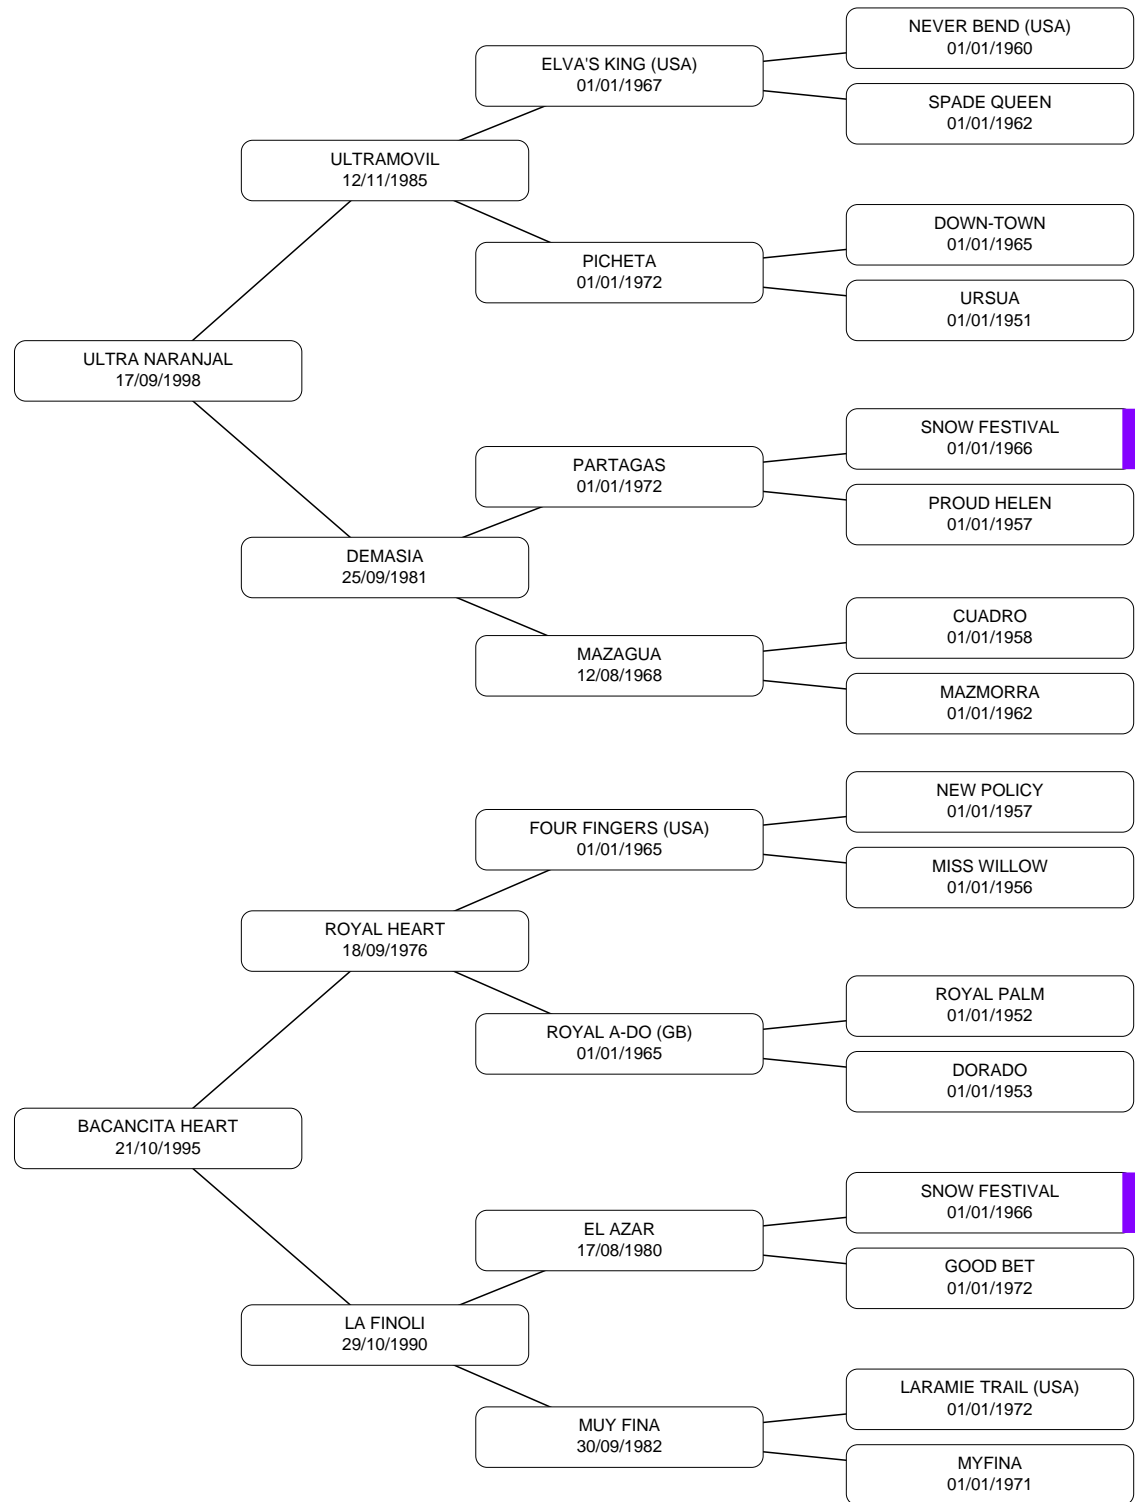 NEVER BEND (USA)
01/01/1960
ELVA'S KING (USA)
01/01/1967
SPADE QUEEN
01/01/1962
ULTRAMOVIL
12/11/1985
DOWN-TOWN
01/01/1965
PICHETA
01/01/1972
URSUA
01/01/1951
ULTRA NARANJAL
17/09/1998
SNOW FESTIVAL
01/01/1966
PARTAGAS
01/01/1972
PROUD HELEN
01/01/1957
DEMASIA
25/09/1981
CUADRO
01/01/1958
MAZAGUA
12/08/1968
MAZMORRA
01/01/1962
NEW POLICY
01/01/1957
FOUR FINGERS (USA)
01/01/1965
MISS WILLOW
01/01/1956
ROYAL HEART
18/09/1976
ROYAL PALM
01/01/1952
ROYAL A-DO (GB)
01/01/1965
DORADO
01/01/1953
BACANCITA HEART
21/10/1995
SNOW FESTIVAL
01/01/1966
EL AZAR
17/08/1980
GOOD BET
01/01/1972
LA FINOLI
29/10/1990
LARAMIE TRAIL (USA)
01/01/1972
MUY FINA
30/09/1982
MYFINA
01/01/1971